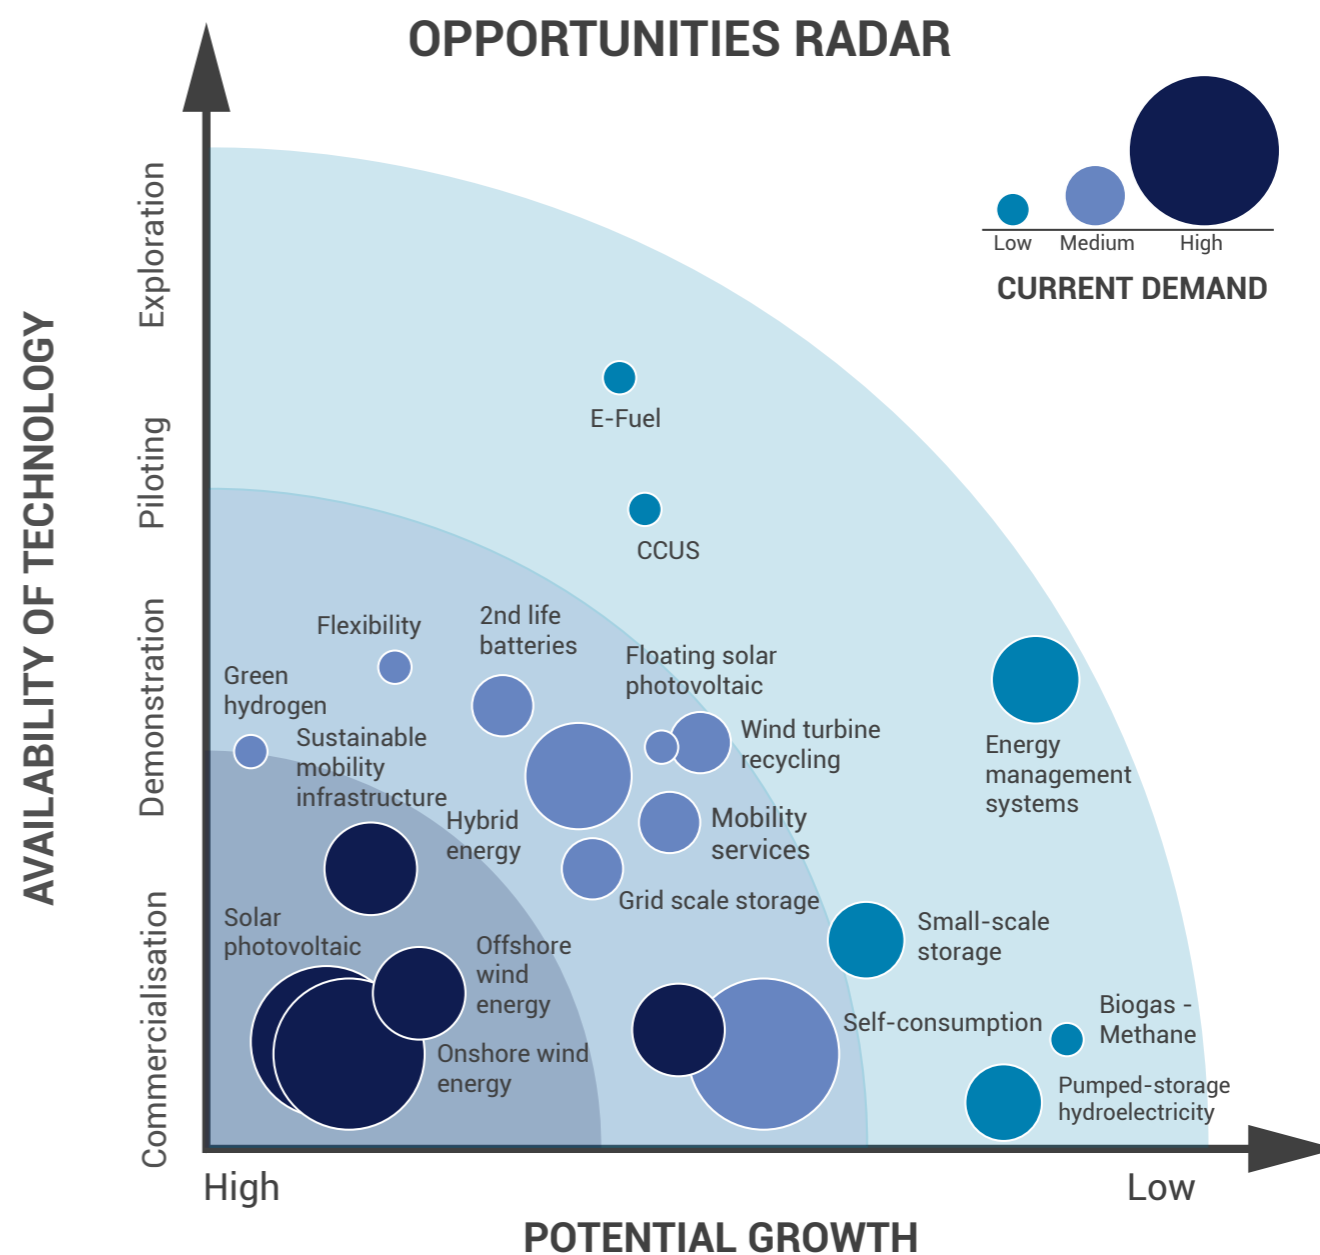 OPPORTUNITIES RADAR
Low
Medium
High
CURRENT DEMAND
AVAILABILITY OF TECHNOLOGY
Exploration
Piloting
Demonstration
Commercialisation
E-Fuel
CCUS
Flexibility
2nd life
batteries
Floating solar
photovoltaic
Green
hydrogen
Wind turbine
recycling
Sustainable
mobility
infrastructure
Energy
management
systems
Hybrid
energy
Mobility
services
Grid scale storage
Solar
photovoltaic
Small-scale
storage
Offshore
wind
energy
Self-consumption
Biogas -
Methane
Onshore wind
energy
Pumped-storage
hydroelectricity
High
Low
POTENTIAL GROWTH